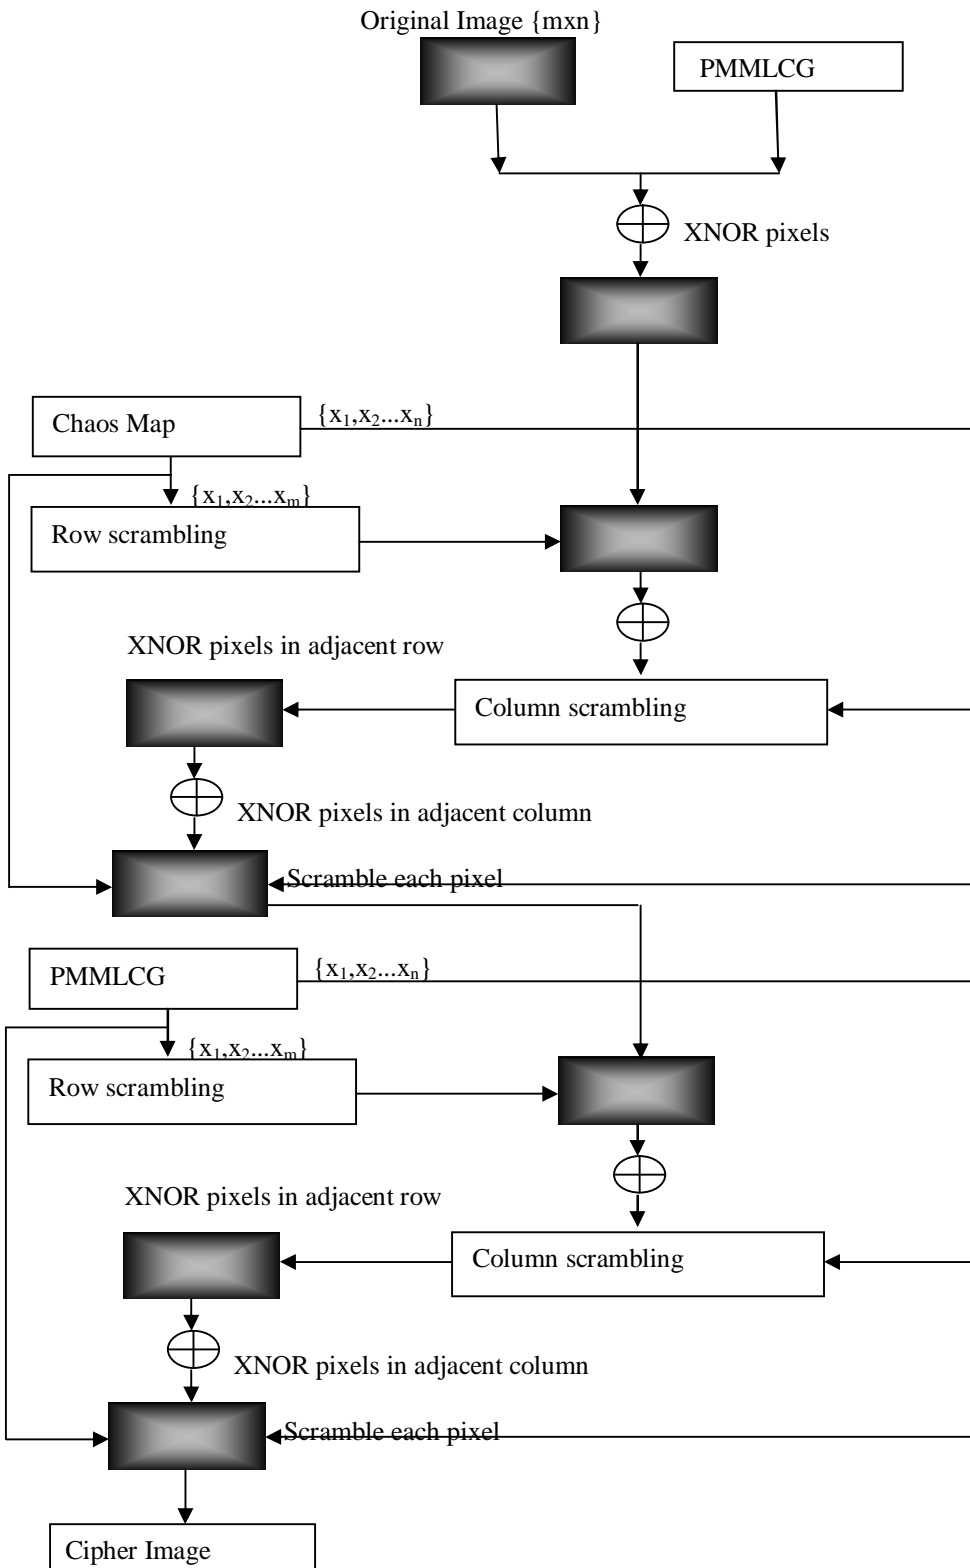 Original Image {mxn}
PMMLCG
XNOR pixels
Chaos Map
{x₁,x₂...xₙ}
{x₁,x₂...xₘ}
Row scrambling
XNOR pixels in adjacent row
Column scrambling
XNOR pixels in adjacent column
Scramble each pixel
PMMLCG
{x₁,x₂...xₙ}
{x₁,x₂...xₘ}
Row scrambling
XNOR pixels in adjacent row
Column scrambling
XNOR pixels in adjacent column
Scramble each pixel
Cipher Image